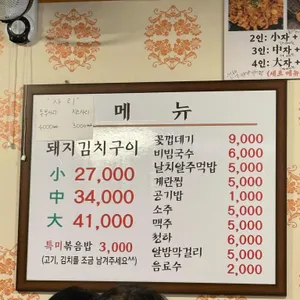 2인: 小자 +
3인: 中자 +
4인: 大자 +
메 뉴
돼지김치구이
小 27,000
中 34,000
大 41,000
특미볶음밥 3,000
(고기, 김치를 조금 남겨주세요^^)
꽃껍데기 9,000
비빔국수 6,000
날치알주먹밥 5,000
계란찜 5,000
공기밥 1,000
소주 5,000
맥주 5,000
청하 6,000
알밤막걸리 5,000
음료수 2,000